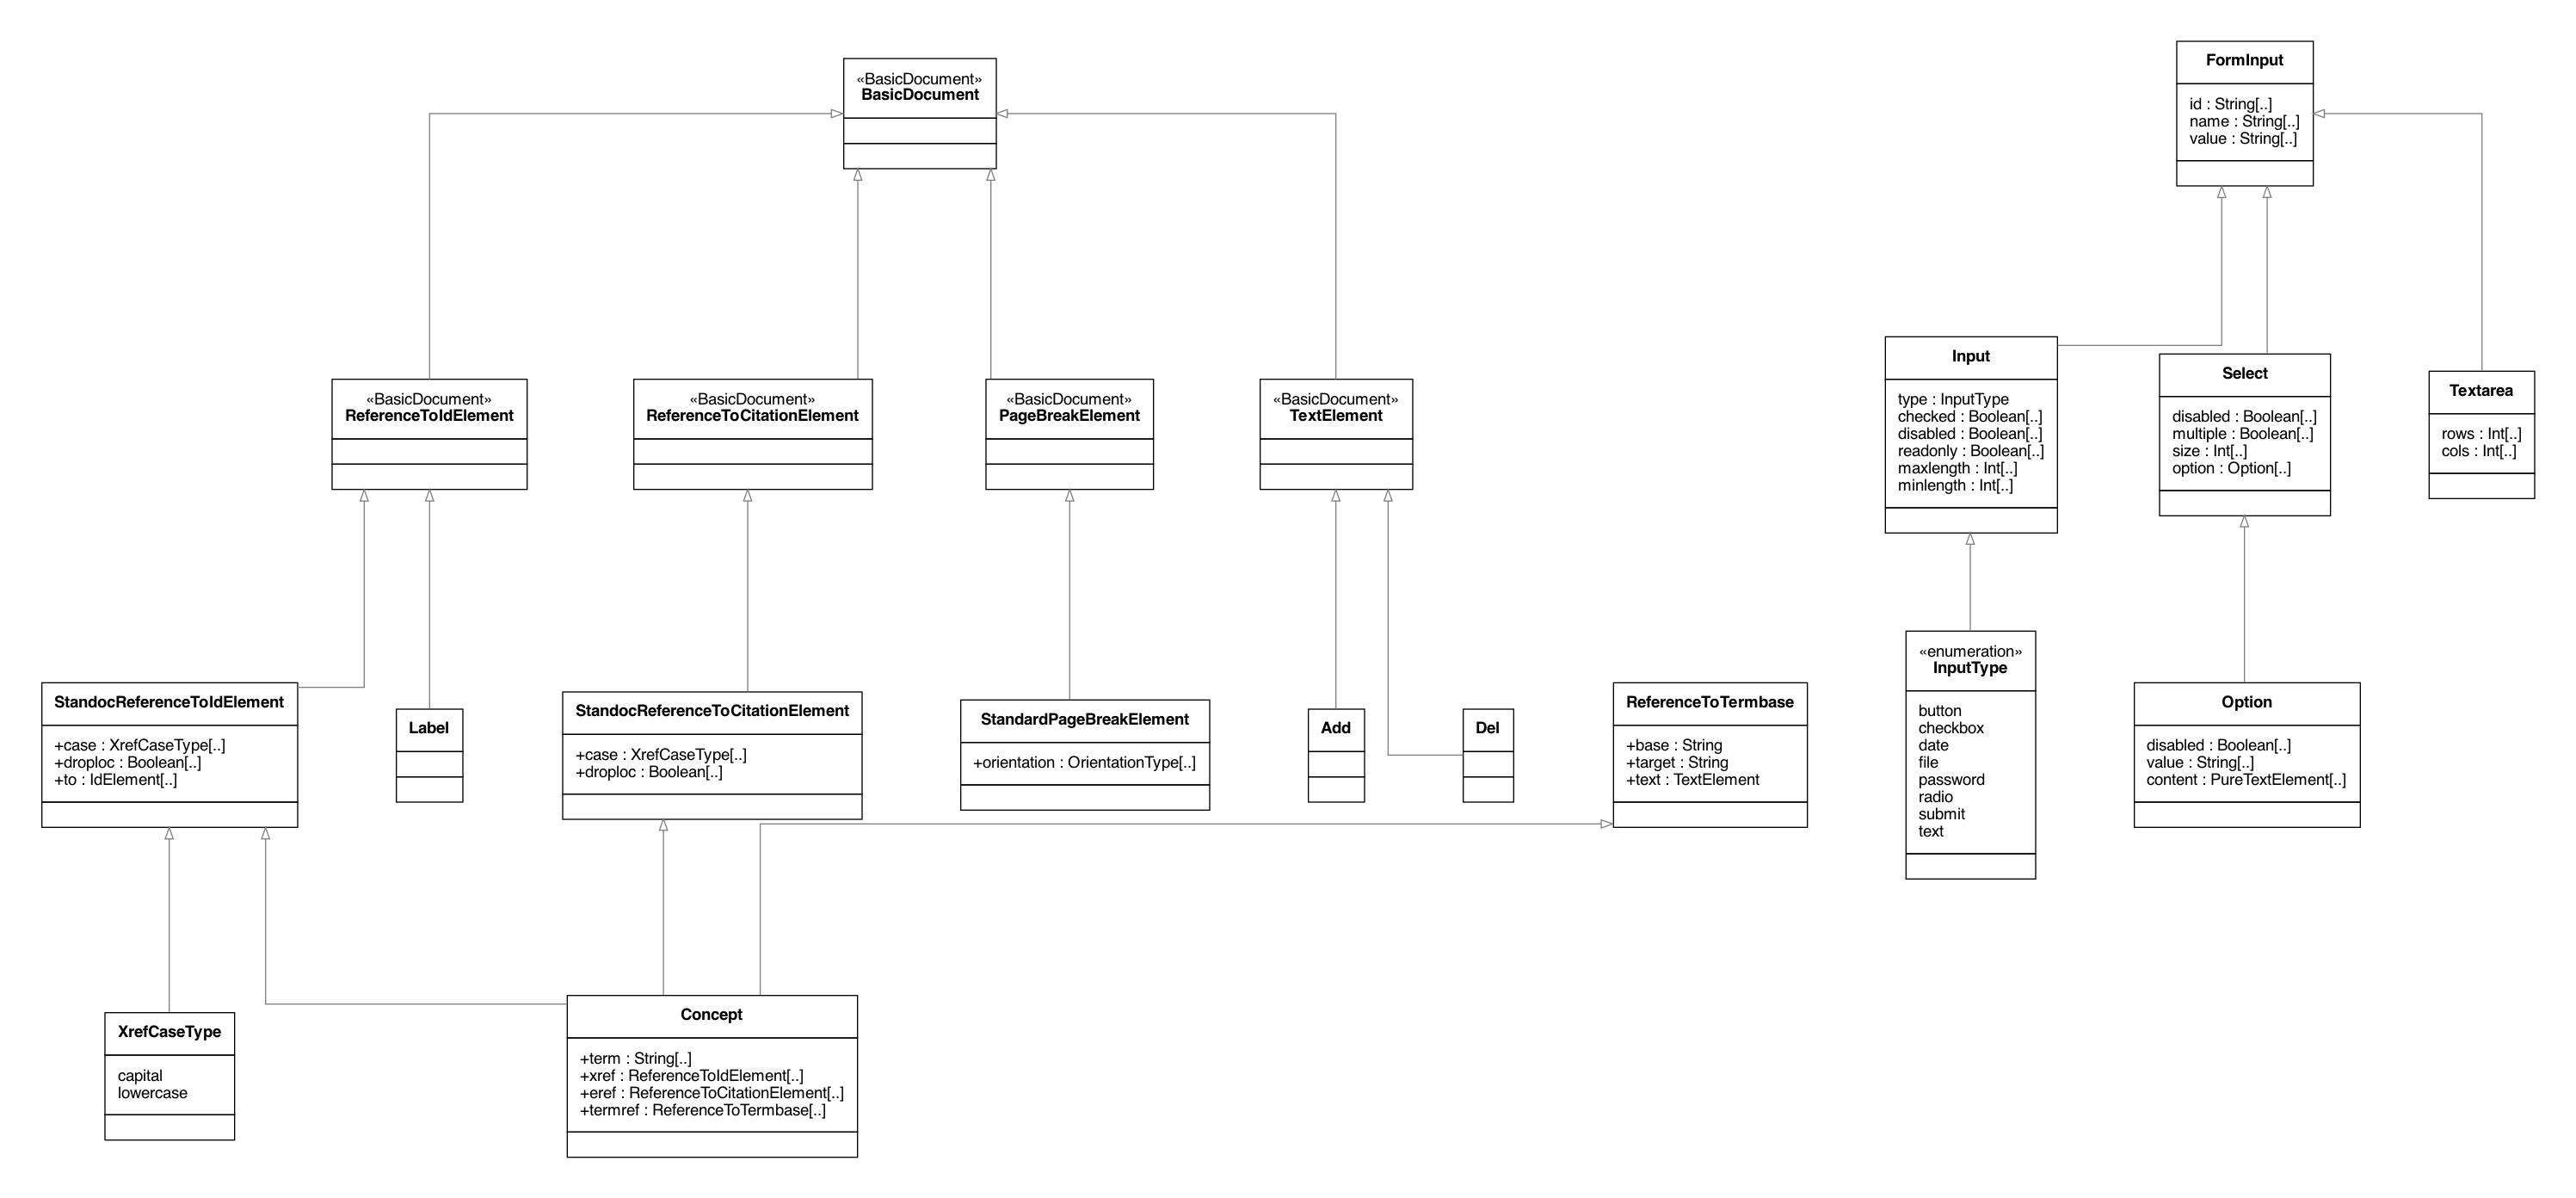 «BasicDocument»
BasicDocument
FormInput
id : String[..]
name : String[..]
value : String[..]
«BasicDocument»
ReferenceToIdElement
«BasicDocument»
ReferenceToCitationElement
«BasicDocument»
PageBreakElement
«BasicDocument»
TextElement
Input
type : InputType
checked : Boolean[..]
disabled : Boolean[..]
readonly : Boolean[..]
maxlength : Int[..]
minlength : Int[..]
Select
disabled : Boolean[..]
multiple : Boolean[..]
size : Int[..]
option : Option[..]
Textarea
rows : Int[..]
cols : Int[..]
StandocReferenceToIdElement
+case : XrefCaseType[..]
+droploc : Boolean[..]
+to : IdElement[..]
Label
StandocReferenceToCitationElement
+case : XrefCaseType[..]
+droploc : Boolean[..]
StandardPageBreakElement
+orientation : OrientationType[..]
Add
Del
ReferenceToTermbase
+base : String
+target : String
+text : TextElement
«enumeration»
InputType
button
checkbox
date
file
password
radio
submit
text
Option
disabled : Boolean[..]
value : String[..]
content : PureTextElement[..]
XrefCaseType
capital
lowercase
Concept
+term : String[..]
+xref : ReferenceToIdElement[..]
+eref : ReferenceToCitationElement[..]
+termref : ReferenceToTermbase[..]